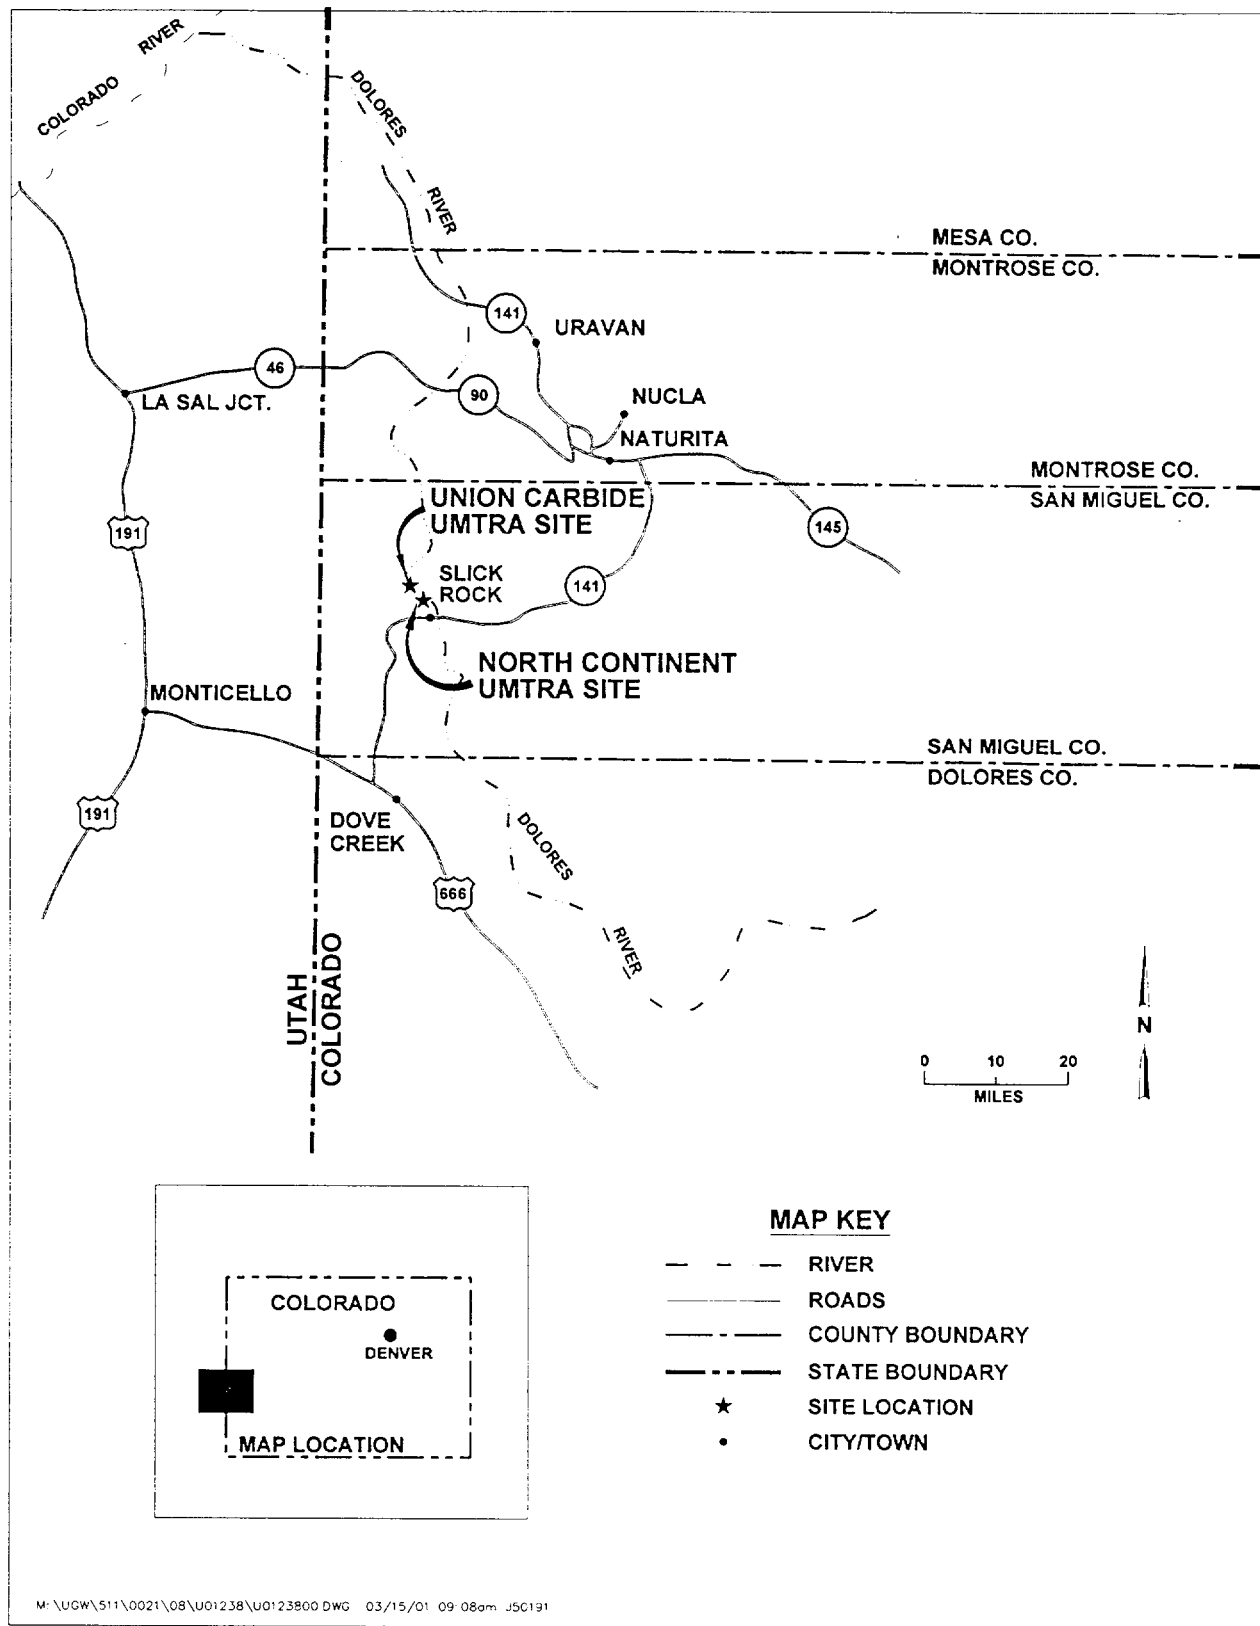 COLORADO RIVER
DOLORES RIVER
MESA CO.
MONTROSE CO.
141
URAVAN
46
90
LA SAL JCT.
NUCLA
NATURITA
MONTROSE CO.
SAN MIGUEL CO.
UNION CARBIDE
UMTRA SITE
191
145
SLICK
ROCK
141
NORTH CONTINENT
UMTRA SITE
MONTICELLO
SAN MIGUEL CO.
DOLORES CO.
191
DOVE
CREEK
DOLORES RIVER
666
UTAH
COLORADO
N
0 10 20
MILES
COLORADO
DENVER
MAP LOCATION
MAP KEY
RIVER
ROADS
COUNTY BOUNDARY
STATE BOUNDARY
SITE LOCATION
CITY/TOWN
M:\UGW\511\0021\08\U01238\U0123800.DWG 03/15/01 09:08am J50191